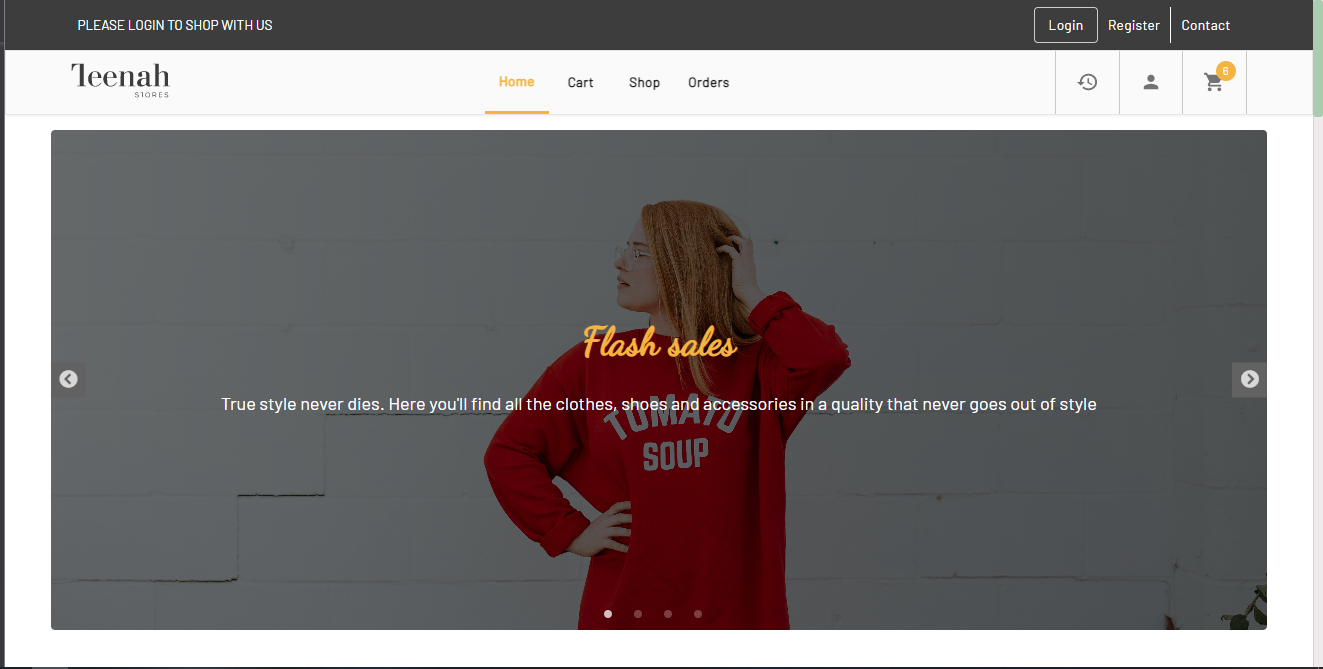 PLEASE LOGIN TO SHOP WITH US
Login
Register
Contact
Teenah
STORES
Home
Cart
Shop
Orders
6
Flash sales
True style never dies. Here you'll find all the clothes, shoes and accessories in a quality that never goes out of style
TOMATO
SOUP